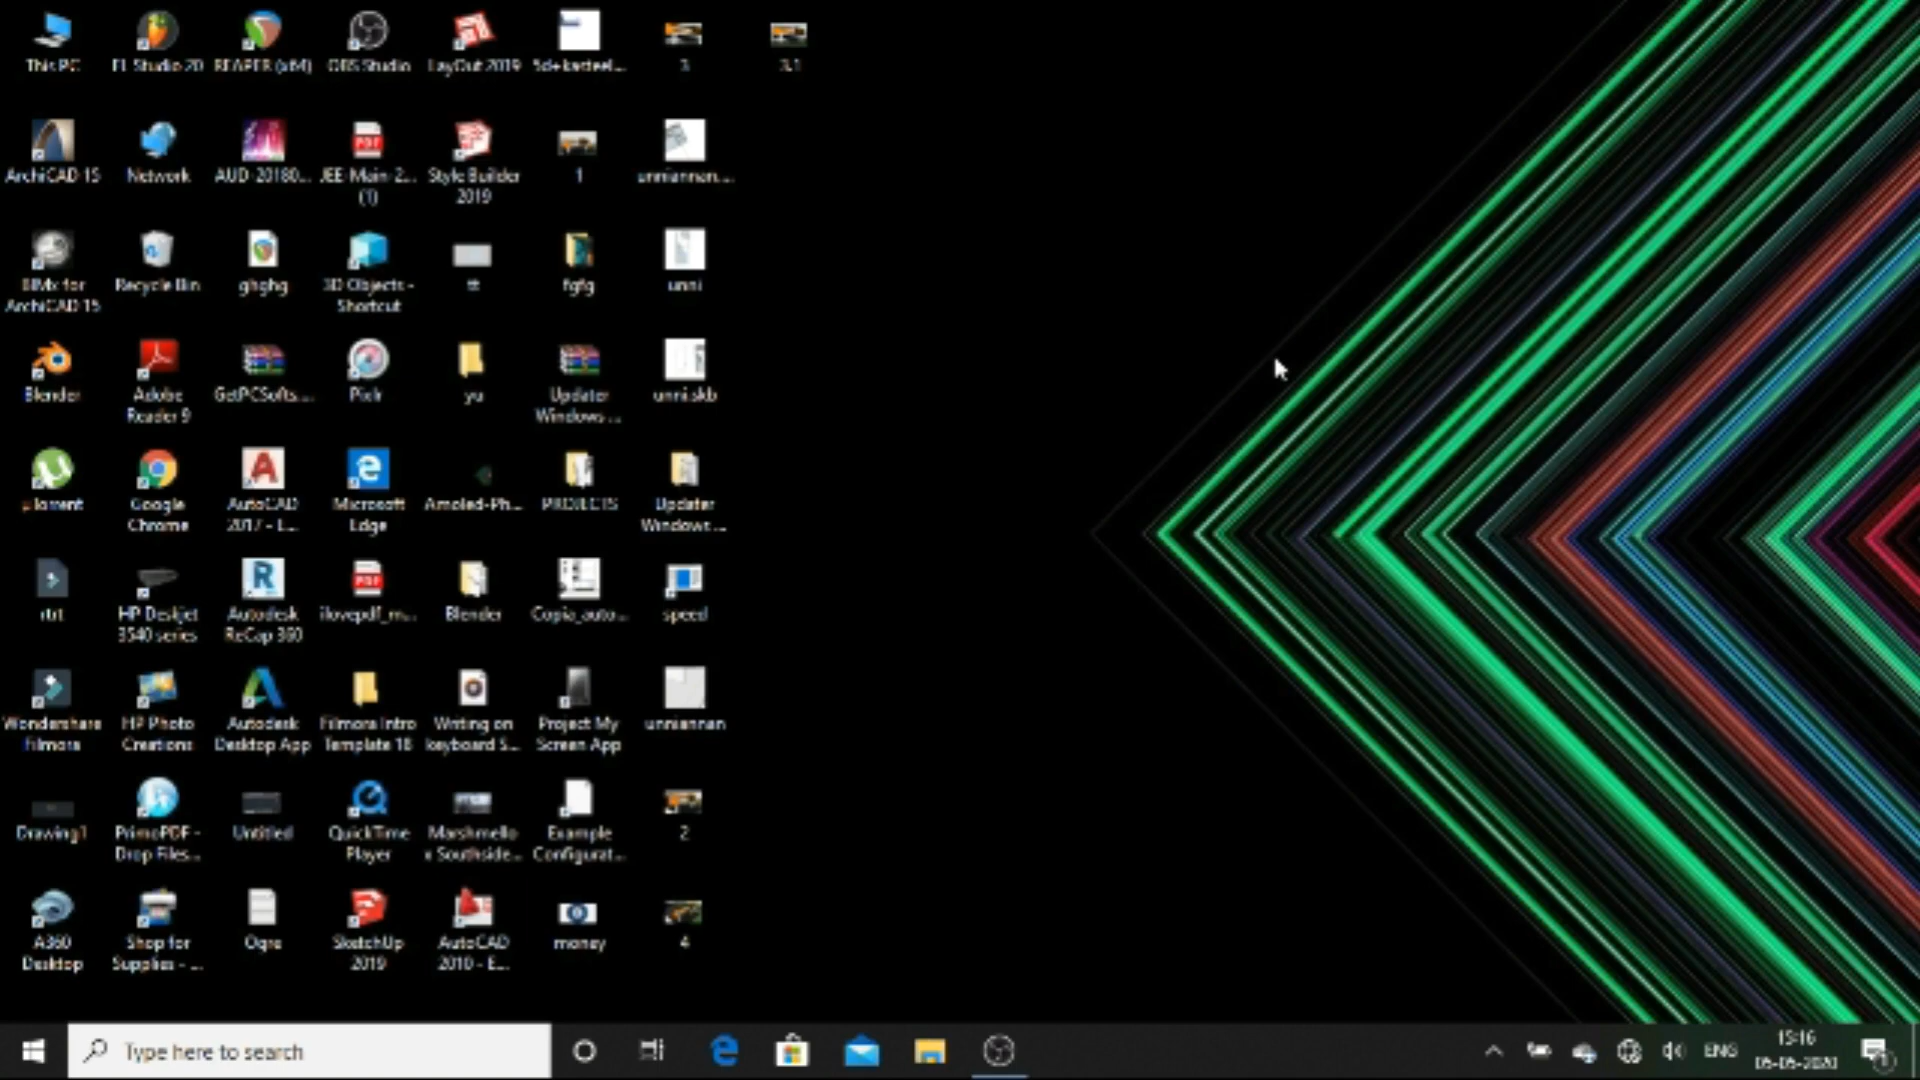 This PC
FL Studio 20
REAPER (x64)
OBS Studio
LayOut 2019
5d+kasteel...
3
3.1
ArchiCAD 15
Network
AUD-20180...
JEE-Main-2...
(1)
Style Builder
2019
1
unniannan....
BIMx for
ArchiCAD 15
Recycle Bin
ghghg
3D Objects -
Shortcut
tt
fgfg
unni
Blender
Adobe
Reader 9
GetPCSofts....
Pixlr
yu
Updater
Windows ...
unni.skb
µTorrent
Google
Chrome
AutoCAD
2017 - E...
Microsoft
Edge
Amoled-Ph...
PROJECTS
Updater
Windows ...
rtrt
HP Deskjet
3540 series
Autodesk
ReCap 360
ilovepdf_m...
Blender
Copia_auto...
speed
Wondershare
Filmora
HP Photo
Creations
Autodesk
Desktop App
Filmora Intro
Template 18
Writing on
keyboard S...
Project My
Screen App
unniannan
Drawing1
PrimoPDF -
Drop Files...
Untitled
QuickTime
Player
Marshmello
x Southside...
Example
Configurat...
2
A360
Desktop
Shop for
Supplies - ...
Ogre
SketchUp
2019
AutoCAD
2010 - E...
money
4
Type here to search
ENG
15:16
05-05-2020